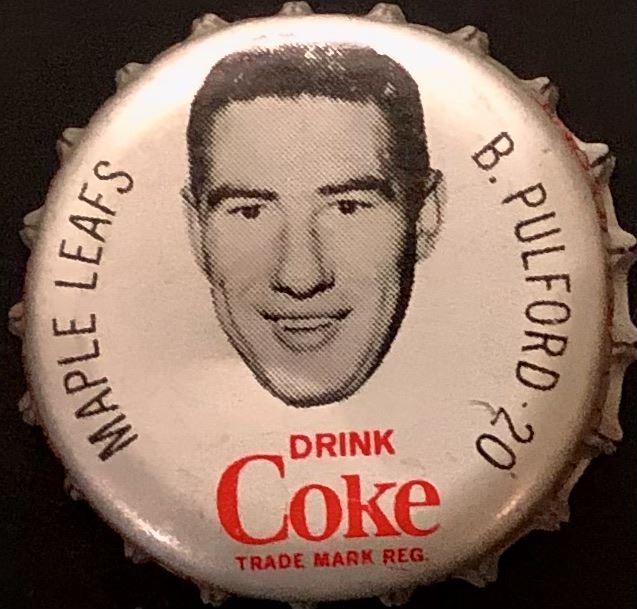 MAPLE LEAFS
B. PULFORD · 20
DRINK
Coke
TRADE MARK REG.